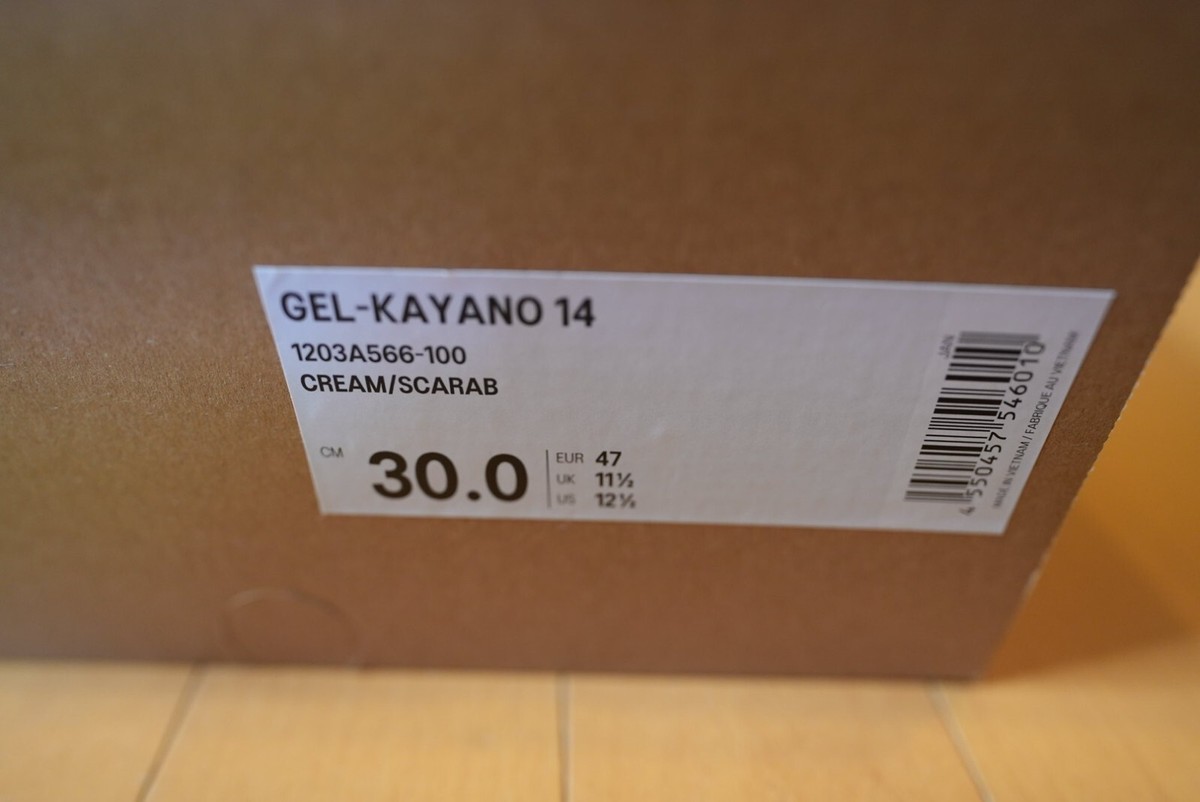 GEL-KAYANO 14
1203A566-100
CREAM/SCARAB
CM 30.0
EUR 47
UK 11½
US 12½
JAN
4 550457 546010
MADE IN VIETNAM / FABRIQUÉ AU VIETNAM